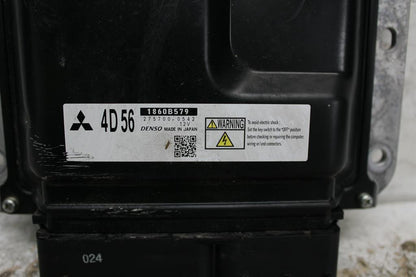 4D56
1860B579
275700-0542
12V
DENSO MADE IN JAPAN
WARNING
To avoid electric shock :
Set the key switch to the "OFF" position
before checking or repairing the computer,
wiring or load connectors.
024